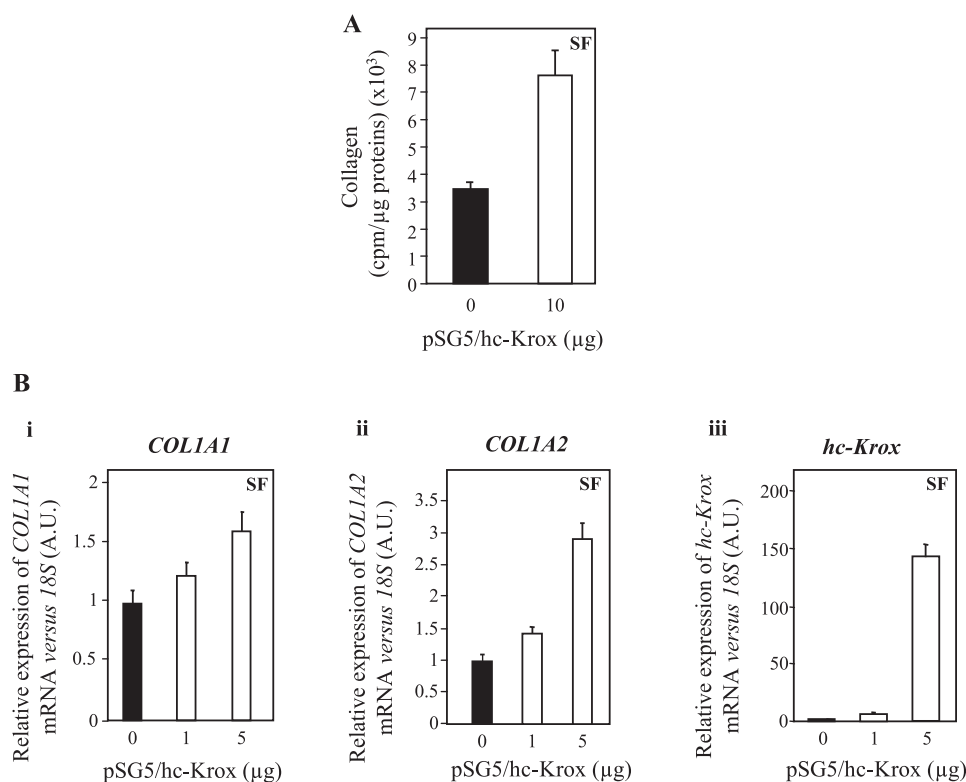 A
SF
Collagen
(cpm/µg proteins) (x10³)
9
8
7
6
5
4
3
2
1
0
0 10
pSG5/hc-Krox (µg)
B
i
COL1A1
SF
Relative expression of COL1A1
mRNA versus 18S (A.U.)
2
1.5
1
0.5
0
0 1 5
pSG5/hc-Krox (µg)
ii
COL1A2
SF
Relative expression of COL1A2
mRNA versus 18S (A.U.)
3.5
3
2.5
2
1.5
1
0.5
0
0 1 5
pSG5/hc-Krox (µg)
iii
hc-Krox
SF
Relative expression of hc-Krox
mRNA versus 18S (A.U.)
200
150
100
50
0
0 1 5
pSG5/hc-Krox (µg)